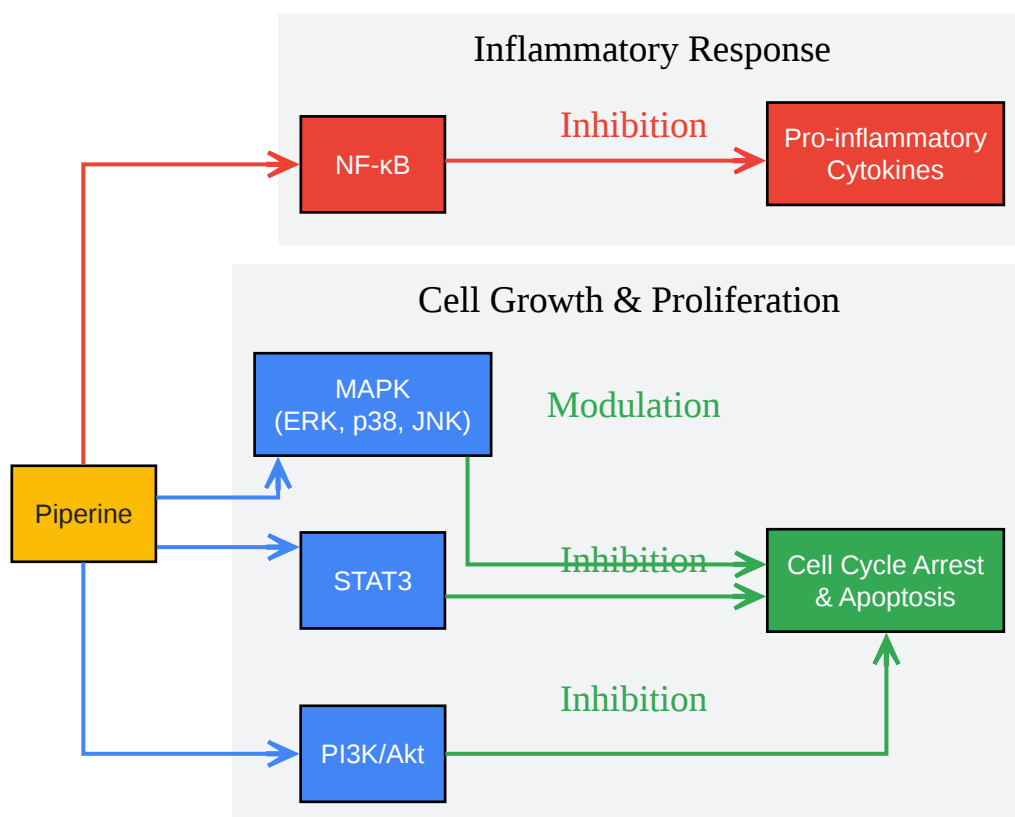 Inflammatory Response
Inhibition
NF-κB
Pro-inflammatory
Cytokines
Cell Growth & Proliferation
MAPK
(ERK, p38, JNK)
Modulation
Piperine
STAT3
Inhibition
Cell Cycle Arrest
& Apoptosis
Inhibition
PI3K/Akt